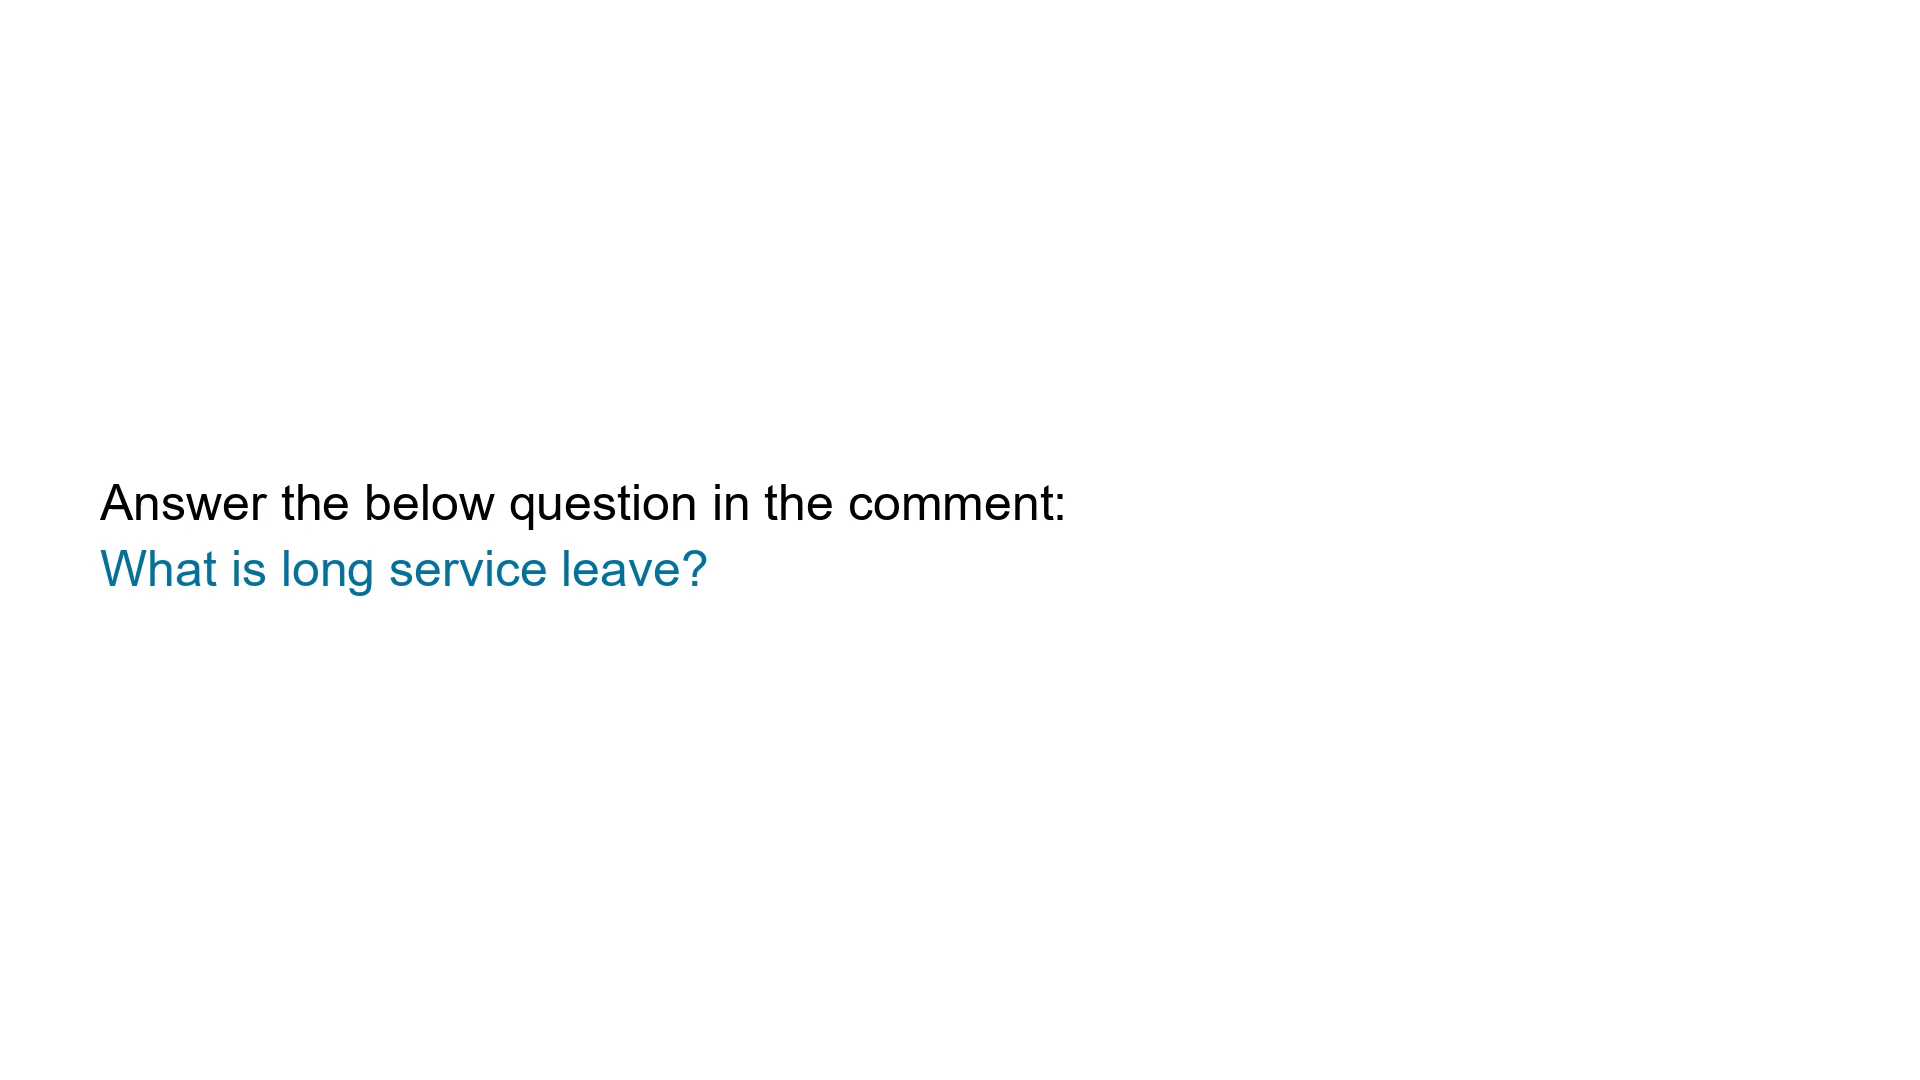 Answer the below question in the comment:
What is long service leave?